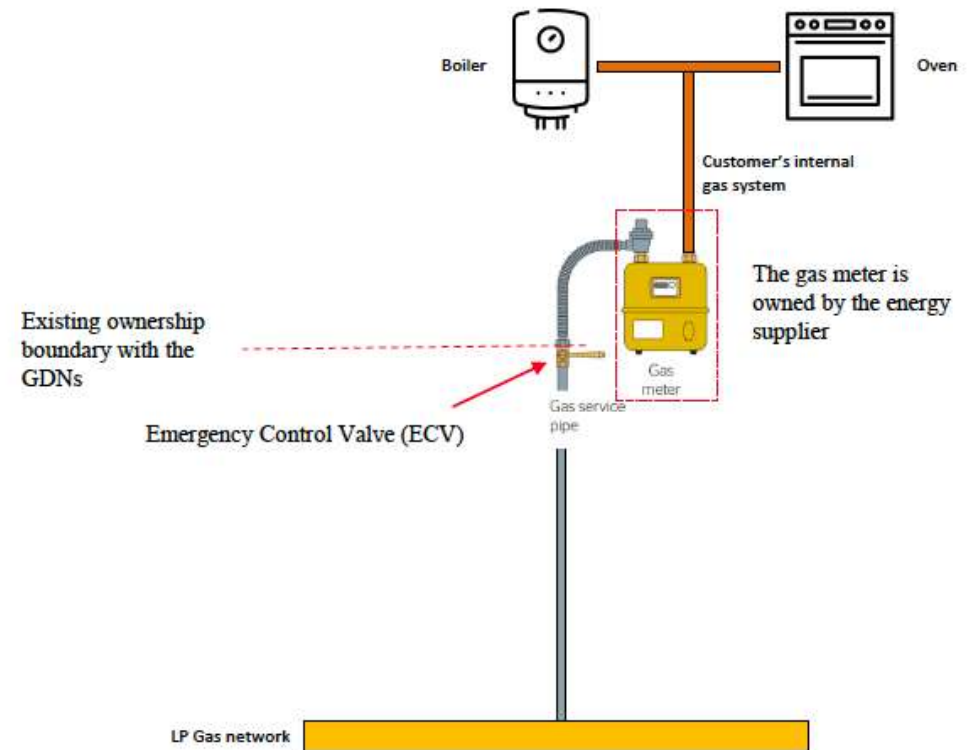 Boiler
Oven
Customer's internal
gas system
The gas meter is
owned by the energy
supplier
Existing ownership
boundary with the
GDNs
Gas
meter
Gas service
pipe
Emergency Control Valve (ECV)
LP Gas network